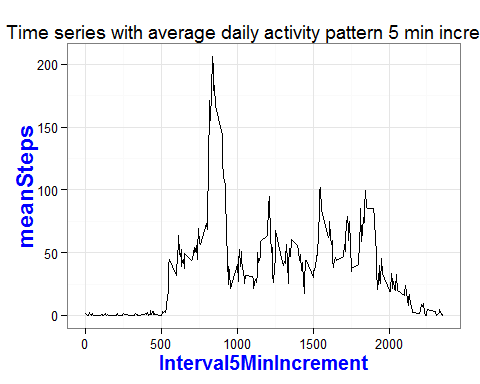 Time series with average daily activity pattern 5 min incre
200
150
100
50
0
meanSteps
0 500 1000 1500 2000
Interval5MinIncrement